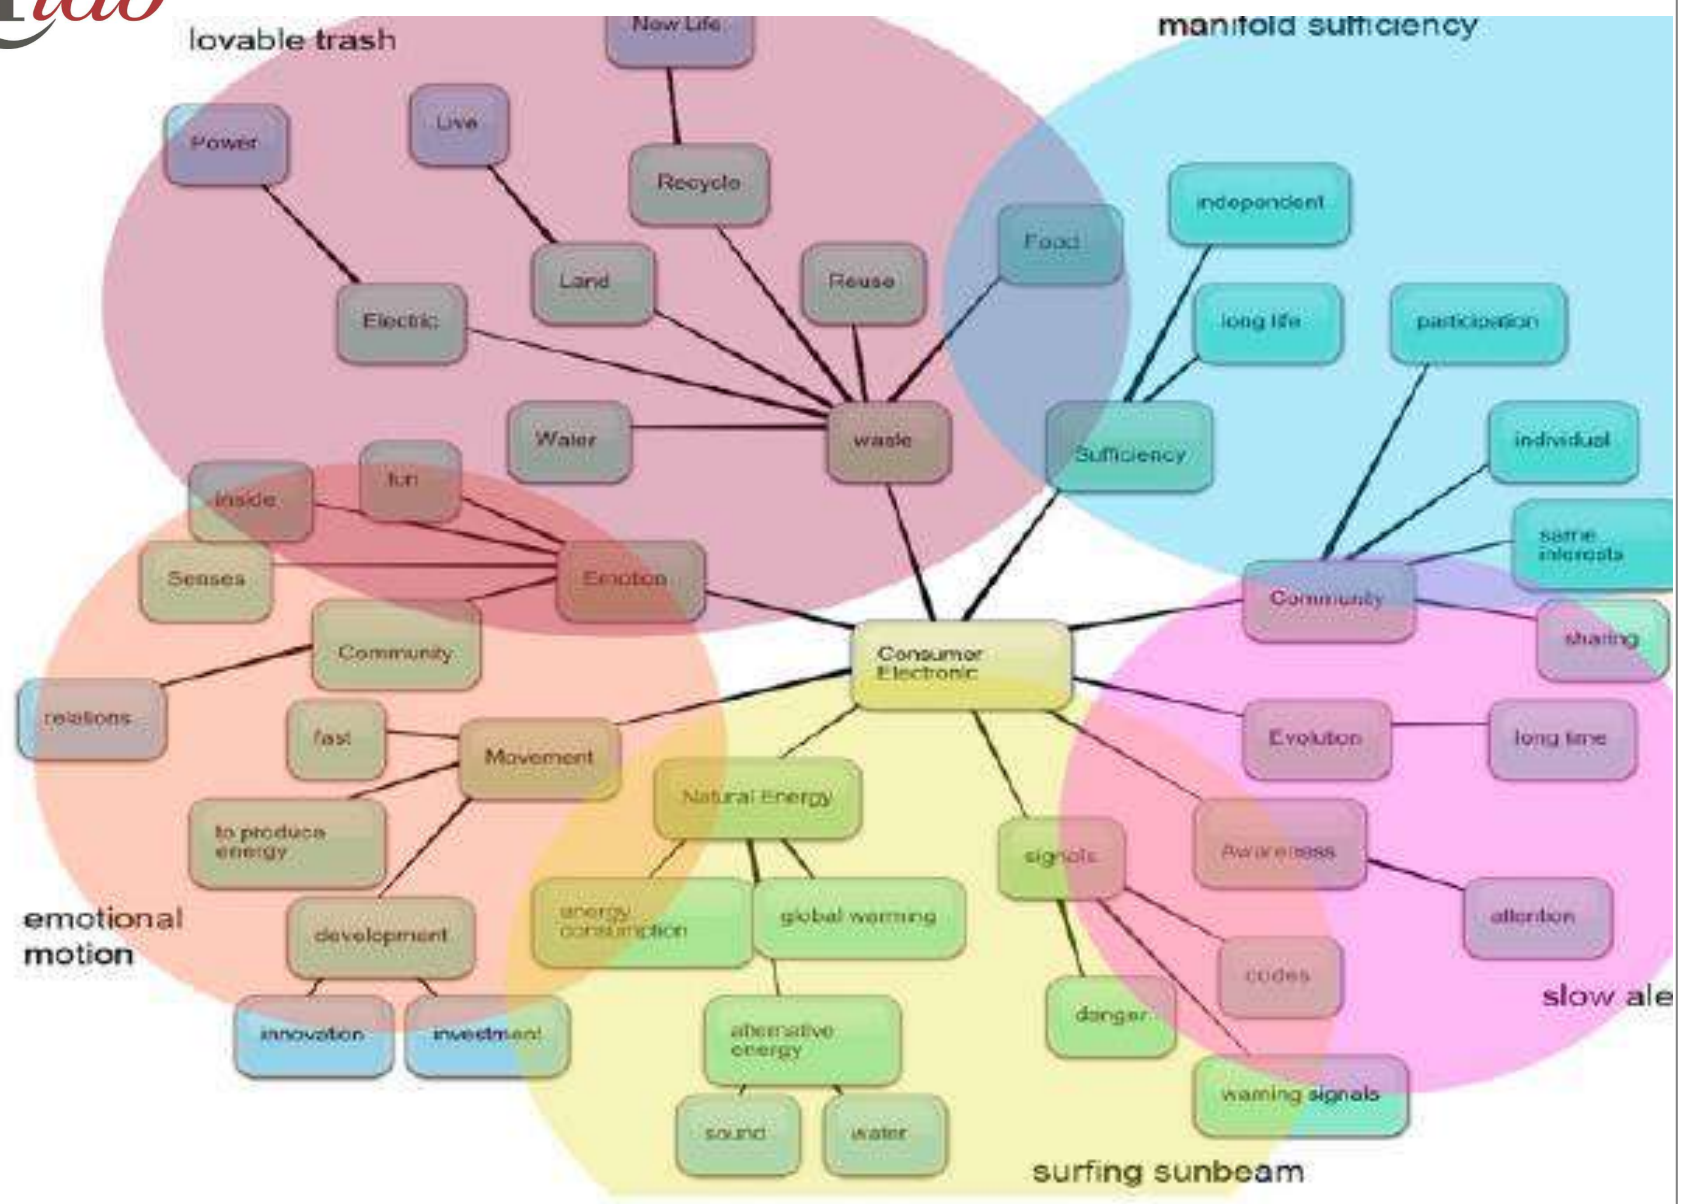 lovable trash
manifold sufficiency
New Life
Power
Live
Recycle
independent
Food
Land
Reuse
Electric
long life
participation
Water
waste
Sufficiency
individual
fun
inside
same
interests
Senses
Emotion
Community
sharing
Community
Consumer
Electronic
relations
fast
Movement
Evolution
long time
Natural Energy
to produce
energy
signals
Awareness
energy
consumption
global warming
attention
emotional
motion
development
codes
slow ale
danger
innovation
investment
alternative
energy
warning signals
sound
water
surfing sunbeam